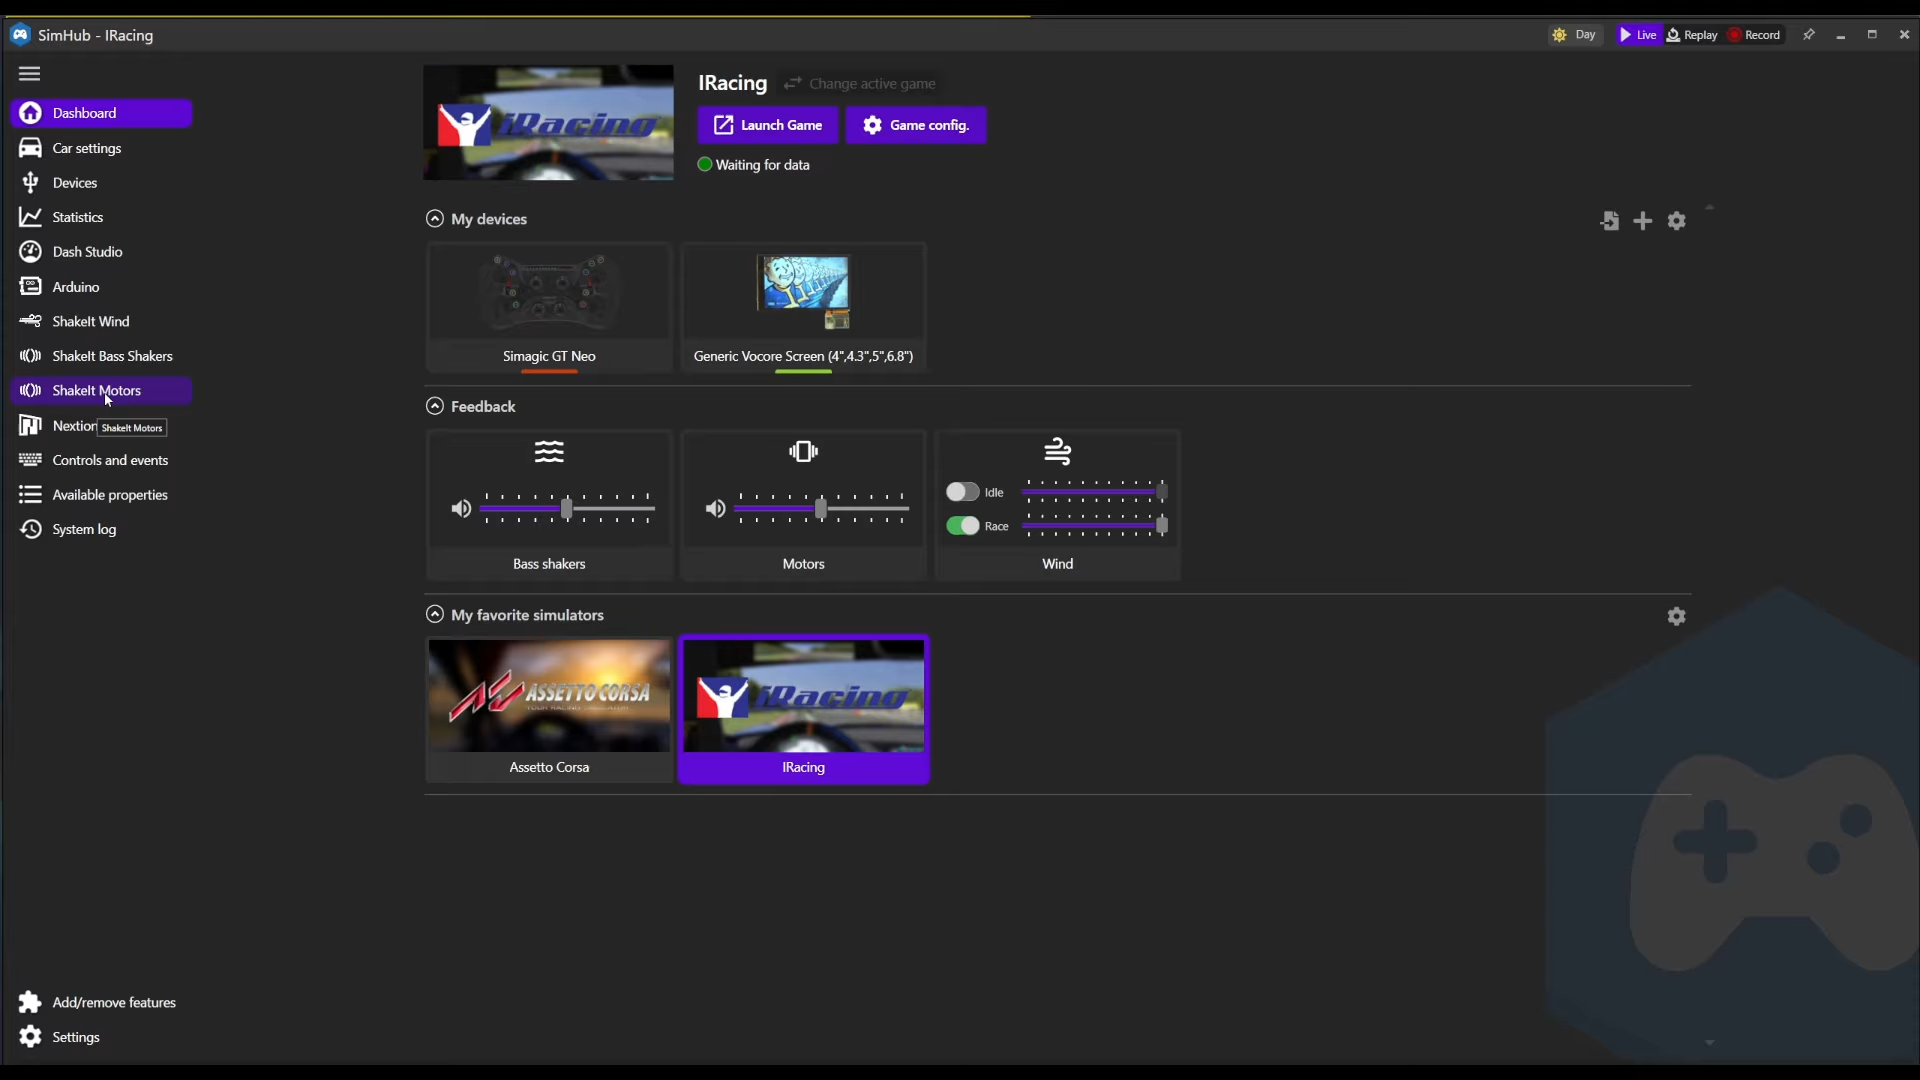 SimHub - IRacing
Day
Live
Replay
Record
Dashboard
Car settings
Devices
Statistics
Dash Studio
Arduino
ShakeIt Wind
ShakeIt Bass Shakers
ShakeIt Motors
Nextion
ShakeIt Motors
Controls and events
Available properties
System log
Add/remove features
Settings
iRacing
IRacing
Change active game
Launch Game
Game config.
Waiting for data
My devices
Simagic GT Neo
Generic Vocore Screen (4",4.3",5",6.8")
Feedback
Bass shakers
Motors
Idle
Race
Wind
My favorite simulators
ASSETTO CORSA
YOUR RACING SIMULATOR
Assetto Corsa
iRacing
IRacing